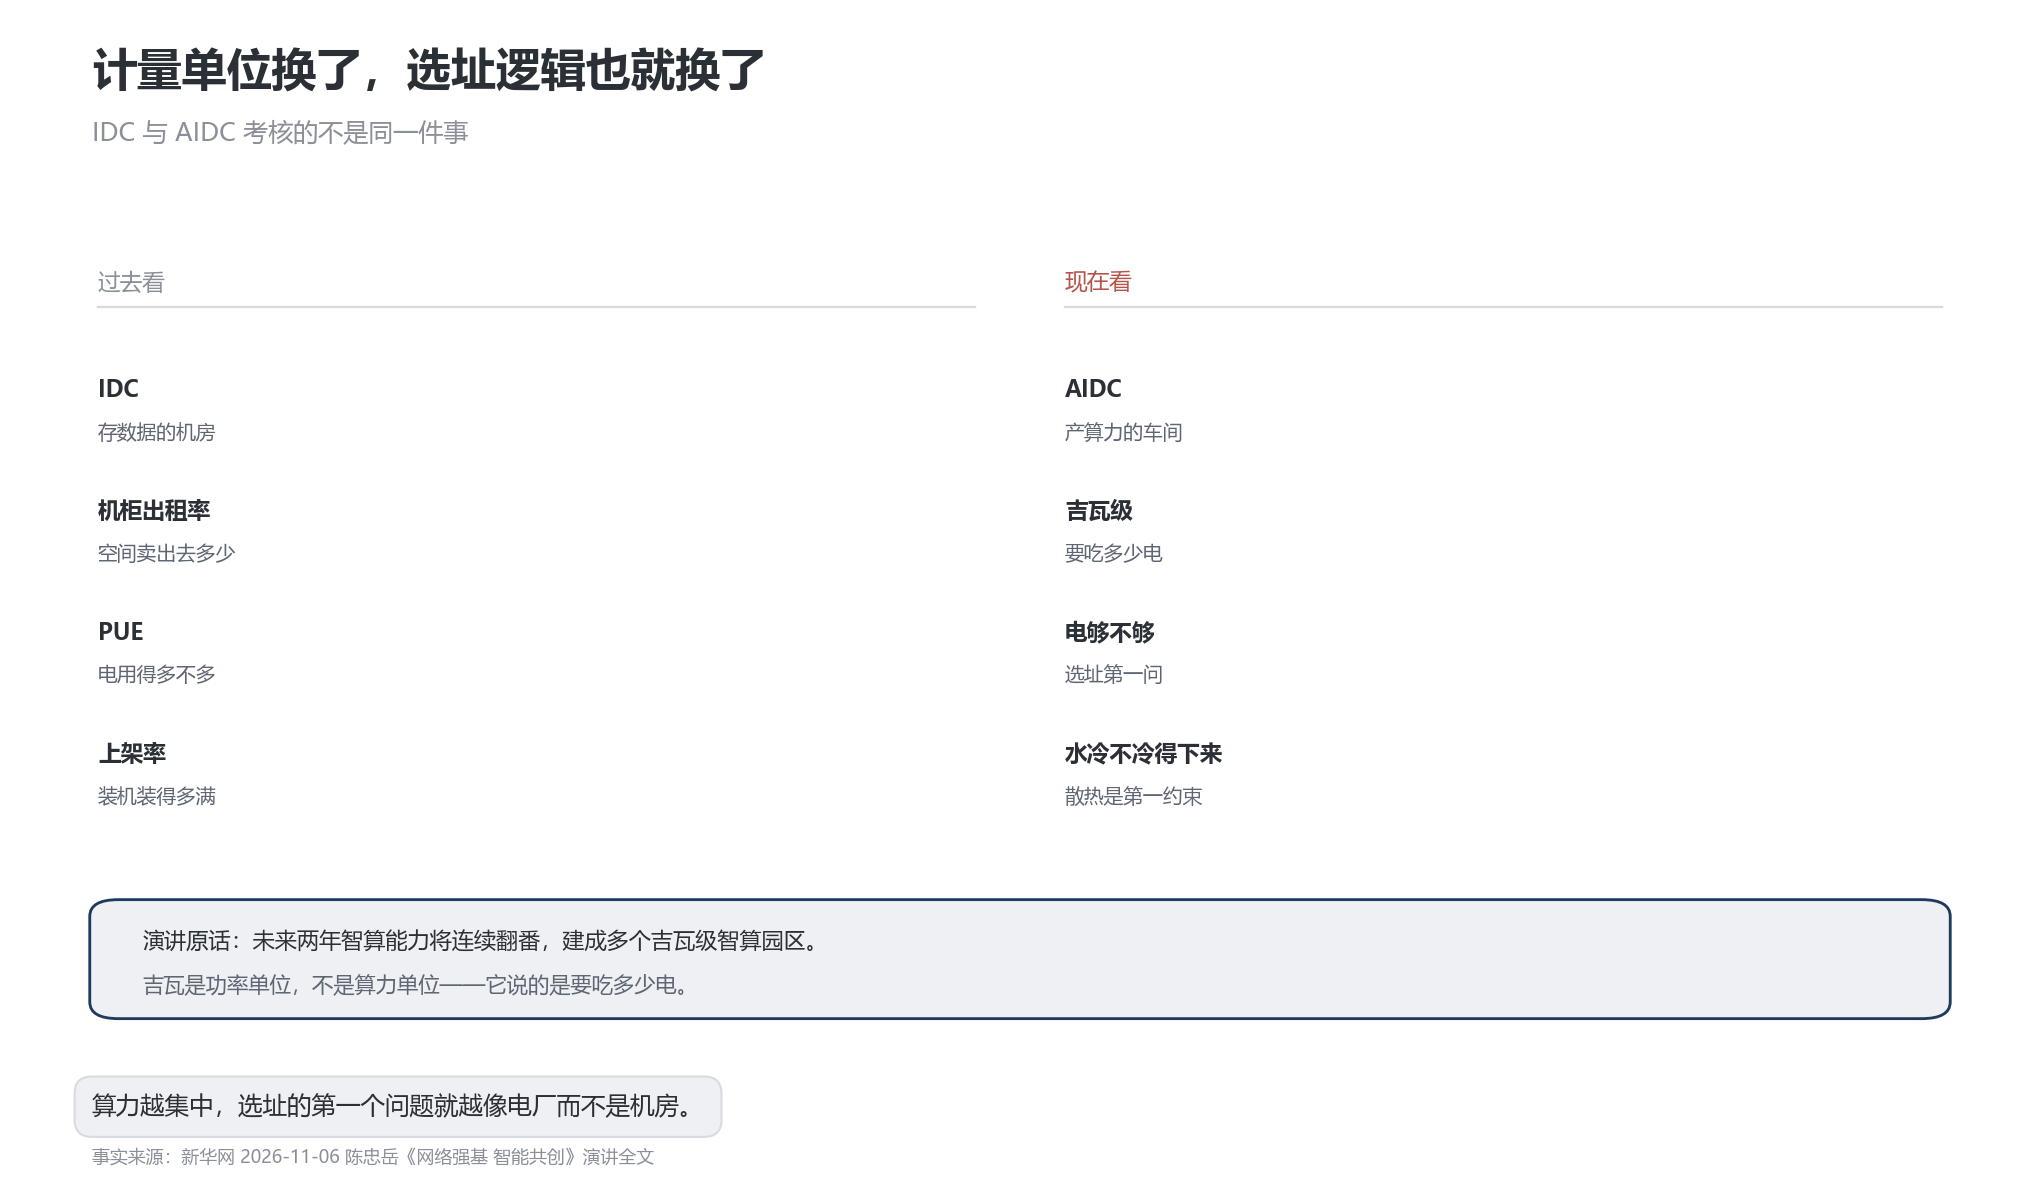 计量单位换了，选址逻辑也就换了
IDC 与 AIDC 考核的不是同一件事
过去看
IDC
存数据的机房
机柜出租率
空间卖出去多少
PUE
电用得多不多
上架率
装机装得多满
现在看
AIDC
产算力的车间
吉瓦级
要吃多少电
电够不够
选址第一问
水冷不冷得下来
散热是第一约束
演讲原话：未来两年智算能力将连续翻番，建成多个吉瓦级智算园区。
吉瓦是功率单位，不是算力单位——它说的是要吃多少电。
算力越集中，选址的第一个问题就越像电厂而不是机房。
事实来源：新华网 2026-11-06 陈忠岳《网络强基 智能共创》演讲全文